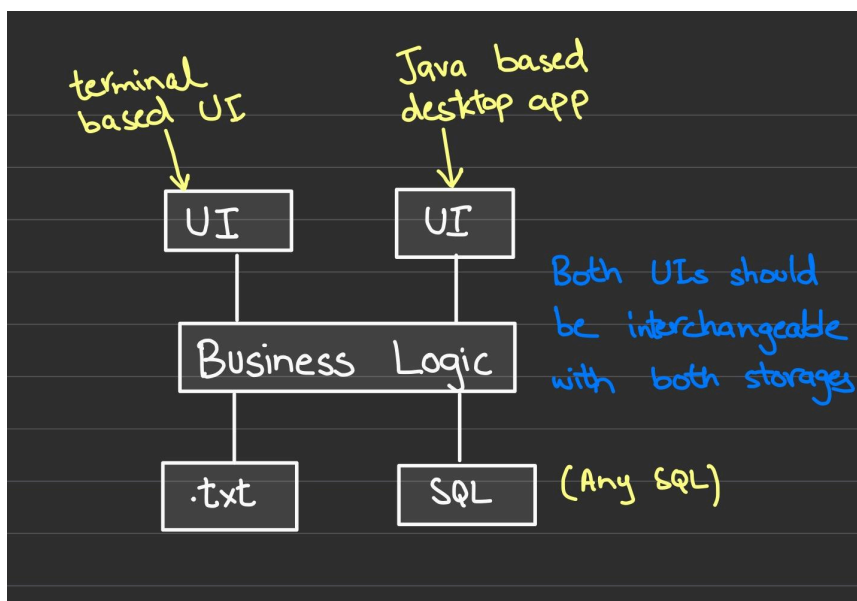 terminal
based UI
Java based
desktop app
UI
UI
Both UIs should
be interchangeable
with both storages
Business Logic
.txt
SQL
(Any SQL)